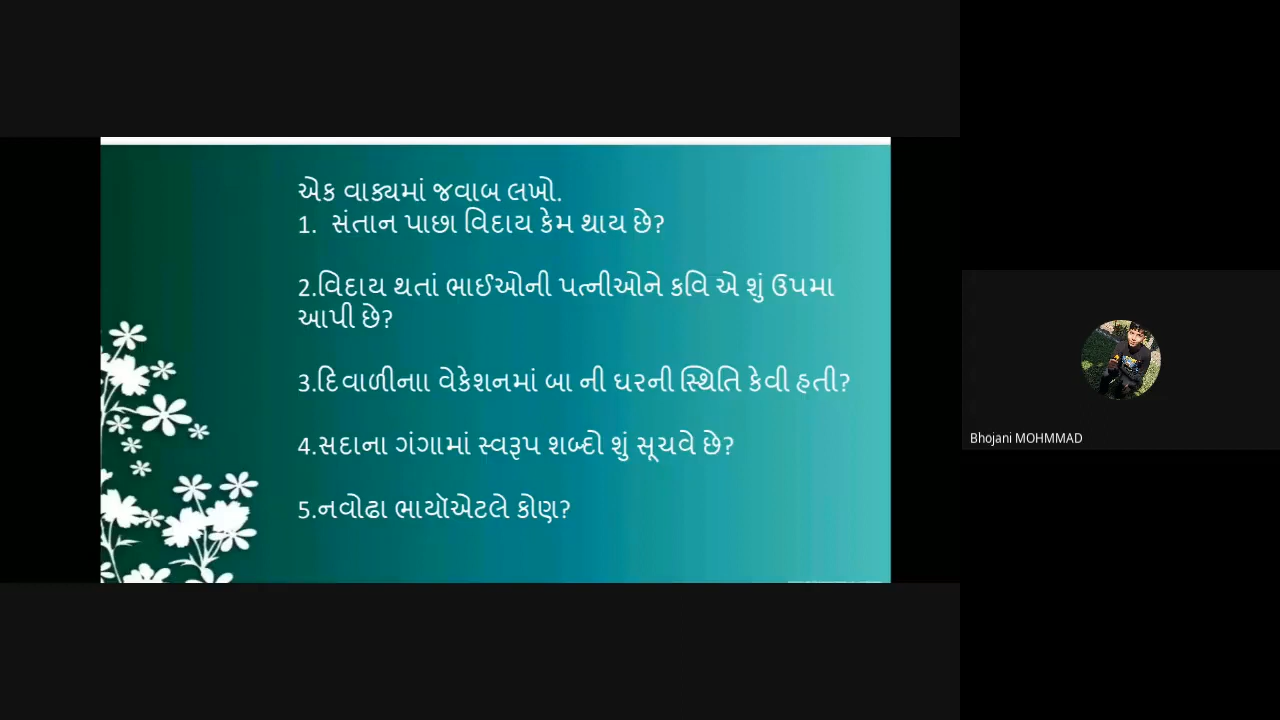 એક વાક્યમાં જવાબ લખો.
1. સંતાન પાછા વિદાય કેમ થાય છે?
2.વિદાય થતાં ભાઈઓની પત્નીઓને કવિ એ શું ઉપમા
આપી છે?
3.દિવાળીનાા વેકેશનમાં બા ની ઘરની સ્થિતિ કેવી હતી?
4.સદાના ગંગામાં સ્વરૂપ શબ્દો શું સૂચવે છે?
5.નવોઢા ભાર્યાએટલે કોણ?
Bhojani MOHMMAD